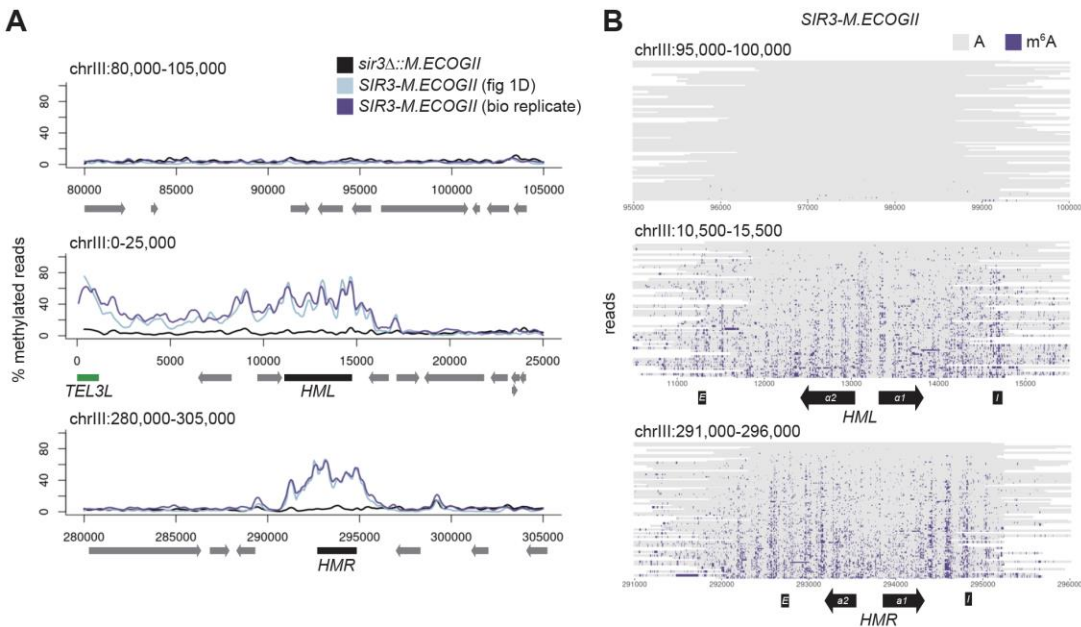 A
chrIII:80,000-105,000
sir3Δ::M.ECOGII
SIR3-M.ECOGII (fig 1D)
SIR3-M.ECOGII (bio replicate)
0 40 80
80000 85000 90000 95000 100000 105000
chrIII:0-25,000
% methylated reads
0 40 80
0 5000 10000 15000 20000 25000
TEL3L HML
chrIII:280,000-305,000
0 40 80
280000 285000 290000 295000 300000 305000
HMR
B
SIR3-M.ECOGII
A m⁶A
chrIII:95,000-100,000
95000 96000 97000 98000 99000 100000
chrIII:10,500-15,500
reads
11000 12000 13000 14000 15000
E α2 α1 I
HML
chrIII:291,000-296,000
291000 292000 293000 294000 295000 296000
E a2 a1 I
HMR